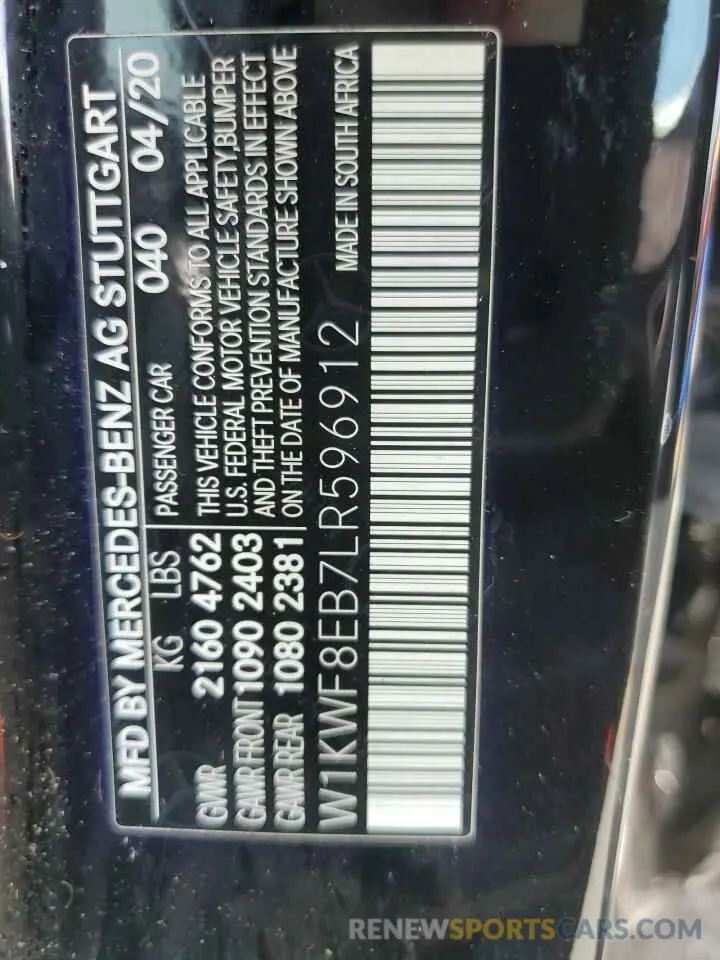 MFD BY MERCEDES-BENZ AG STUTTGART
KG LBS PASSENGER CAR 040 04/20
GWR 2160 4762
GAWR FRONT 1090 2403
GAWR REAR 1080 2381
THIS VEHICLE CONFORMS TO ALL APPLICABLE
U.S. FEDERAL MOTOR VEHICLE SAFETY,BUMPER
AND THEFT PREVENTION STANDARDS IN EFFECT
ON THE DATE OF MANUFACTURE SHOWN ABOVE
W1KWF8EB7LR596912 MADE IN SOUTH AFRICA
RENEWSPORTSCARS.COM